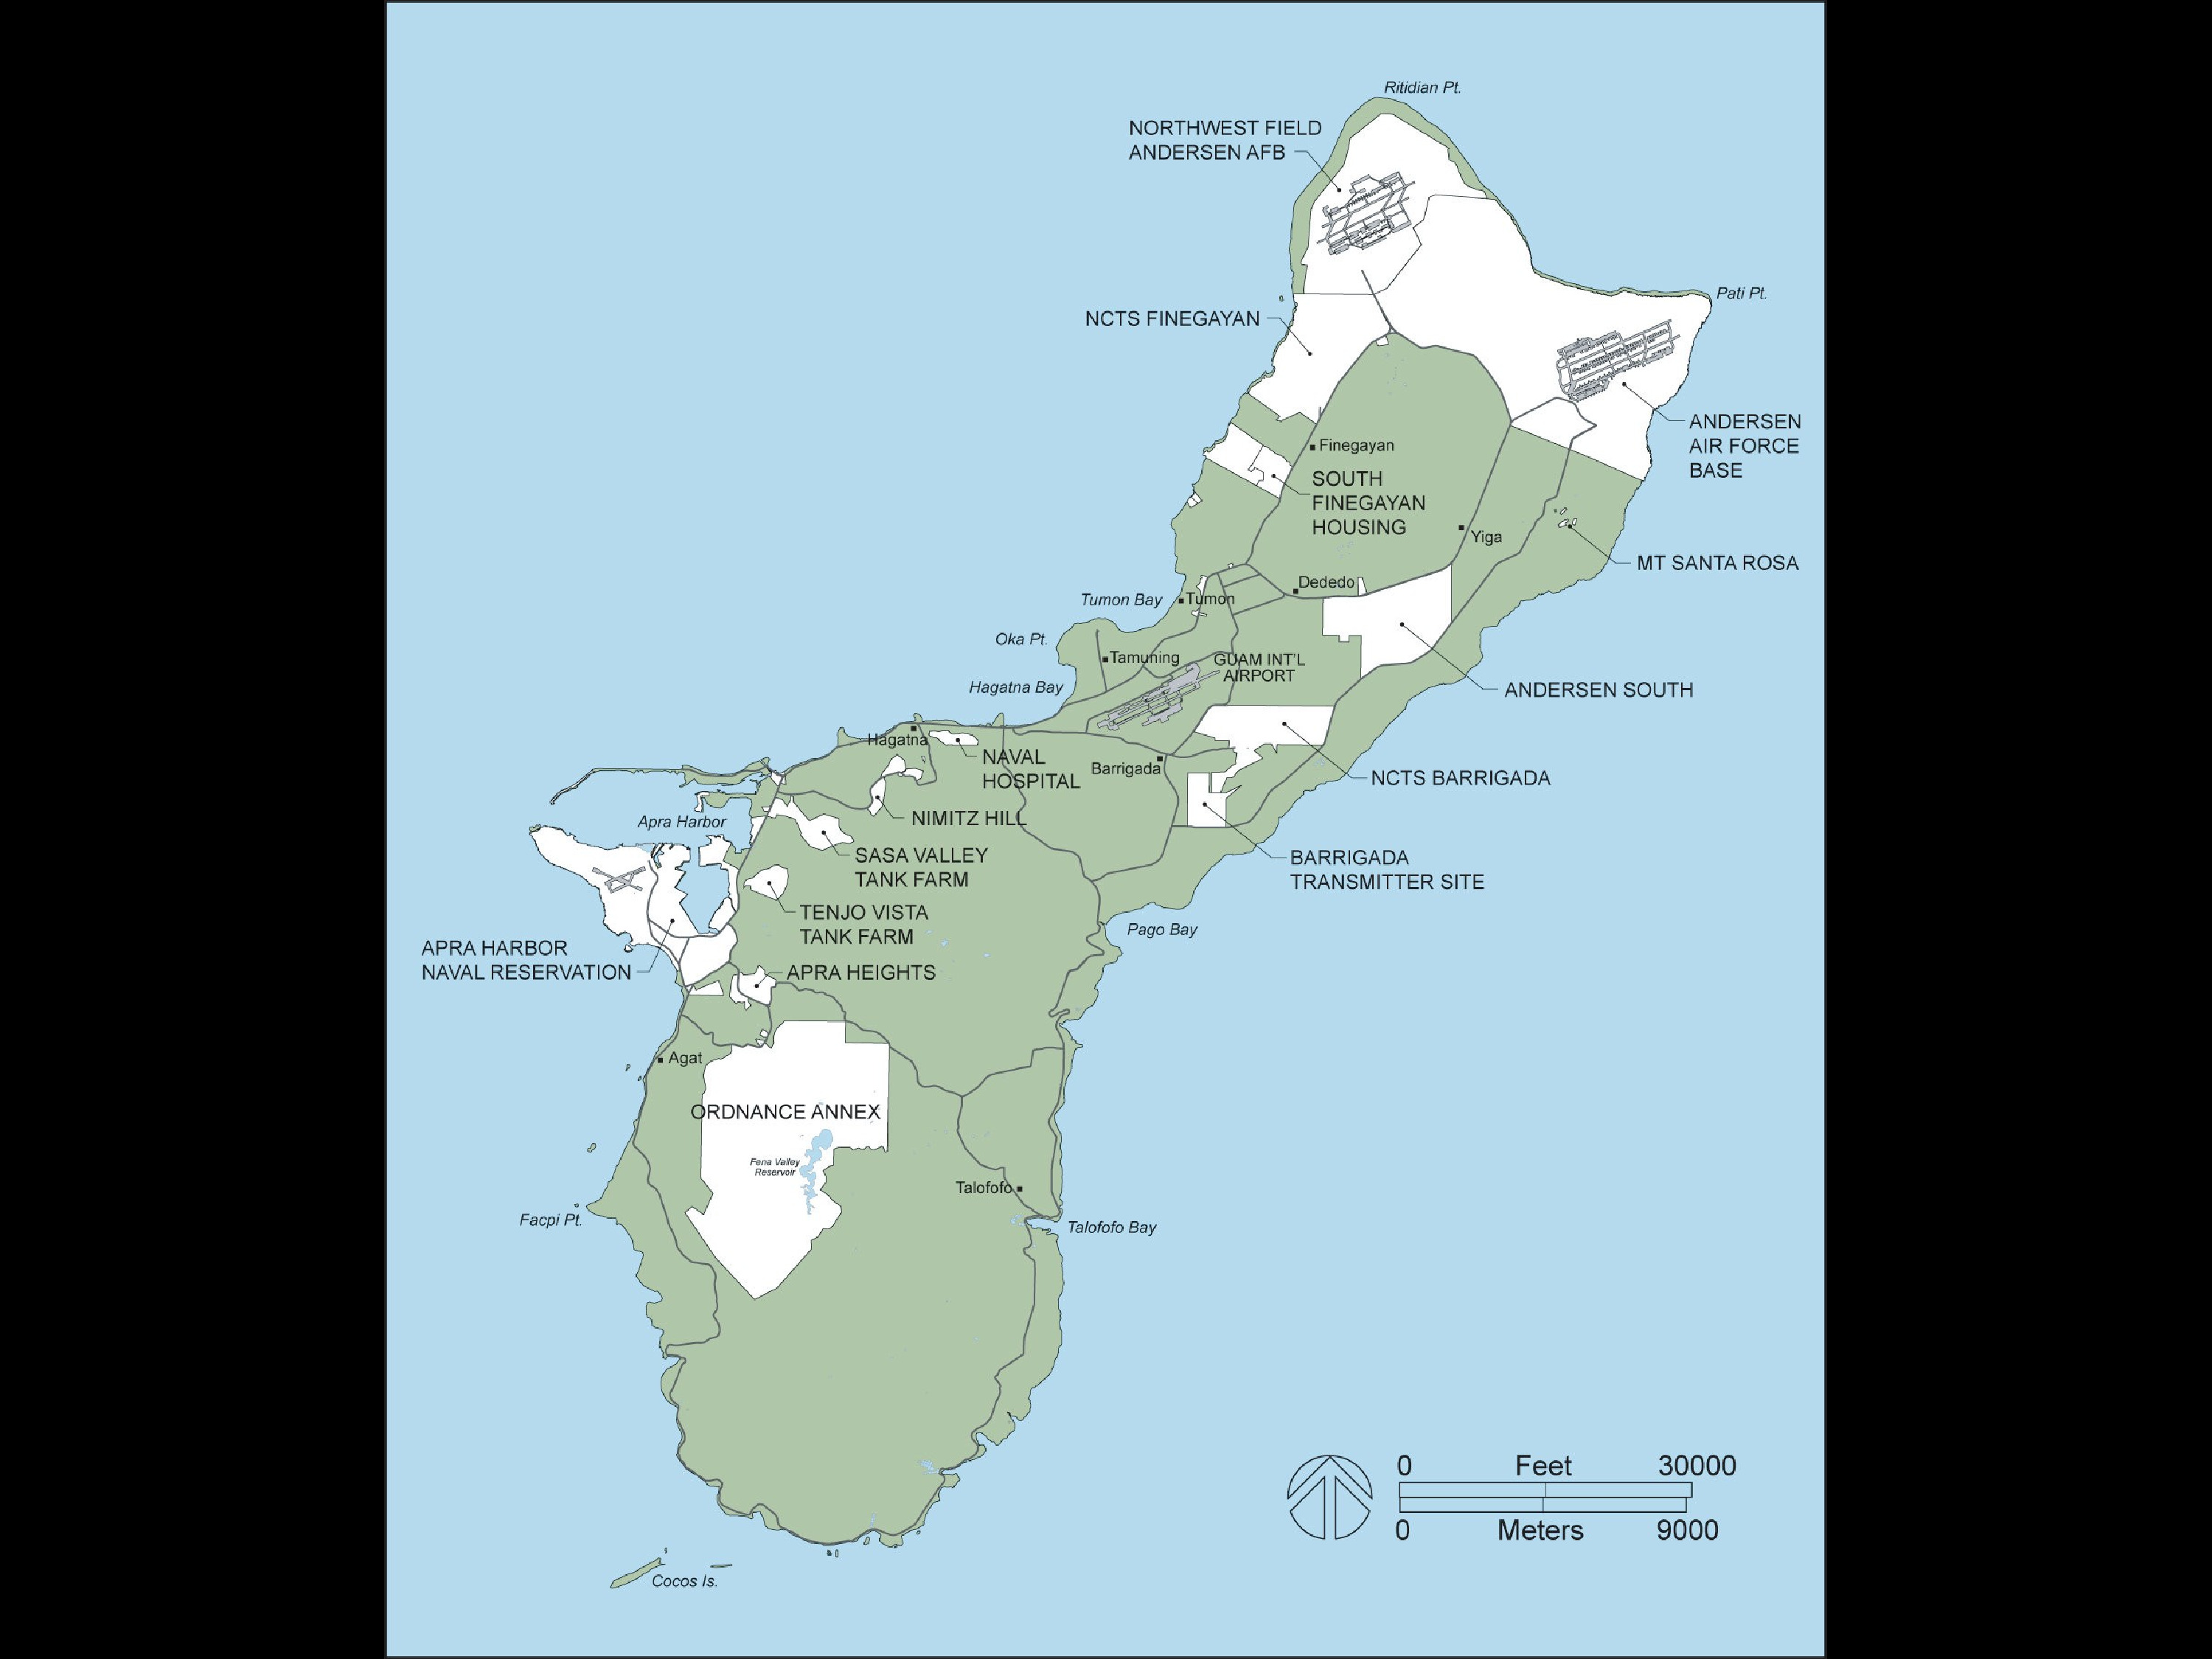 Ritidian Pt.
NORTHWEST FIELD
ANDERSEN AFB
Pati Pt.
NCTS FINEGAYAN
ANDERSEN
AIR FORCE
BASE
Finegayan
SOUTH
FINEGAYAN
HOUSING
Yiga
MT SANTA ROSA
Dededo
Tumon Bay
Tumon
Oka Pt.
Tamuning
GUAM INT'L
AIRPORT
Hagatna Bay
ANDERSEN SOUTH
Hagatna
NAVAL
HOSPITAL
Barrigada
NCTS BARRIGADA
Apra Harbor
NIMITZ HILL
SASA VALLEY
TANK FARM
BARRIGADA
TRANSMITTER SITE
TENJO VISTA
TANK FARM
Pago Bay
APRA HARBOR
NAVAL RESERVATION
APRA HEIGHTS
Agat
ORDNANCE ANNEX
Fena Valley
Reservoir
Talofofo
Facpi Pt.
Talofofo Bay
0 Feet 30000
0 Meters 9000
Cocos Is.